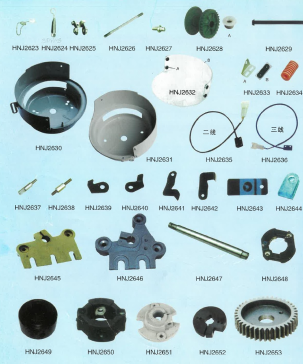 HNJ2623 HNJ2624 HNJ2625 HNJ2626 HNJ2627 HNJ2628 HNJ2629
HNJ2632 HNJ2633 HNJ2634
二线 三线
HNJ2630 HNJ2631 HNJ2635 HNJ2636
HNJ2637 HNJ2638 HNJ2639 HNJ2640 HNJ2641 HNJ2642 HNJ2643 HNJ2644
HNJ2645 HNJ2646 HNJ2647 HNJ2648
HNJ2649 HNJ2650 HNJ2651 HNJ2652 HNJ2653